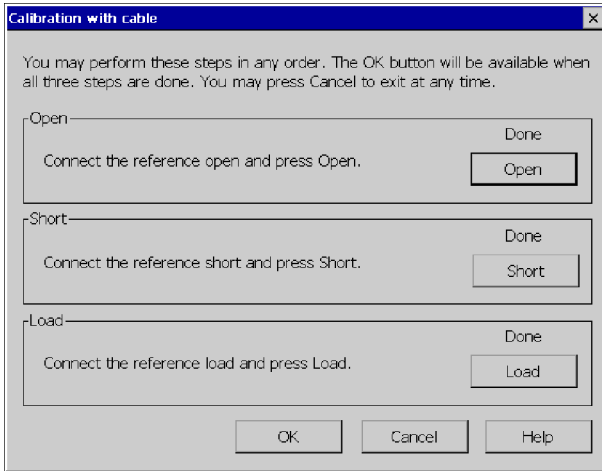 Calibration with cable
You may perform these steps in any order. The OK button will be available when
all three steps are done. You may press Cancel to exit at any time.
Open
Done
Connect the reference open and press Open.
Open
Short
Done
Connect the reference short and press Short.
Short
Load
Done
Connect the reference load and press Load.
Load
OK Cancel Help